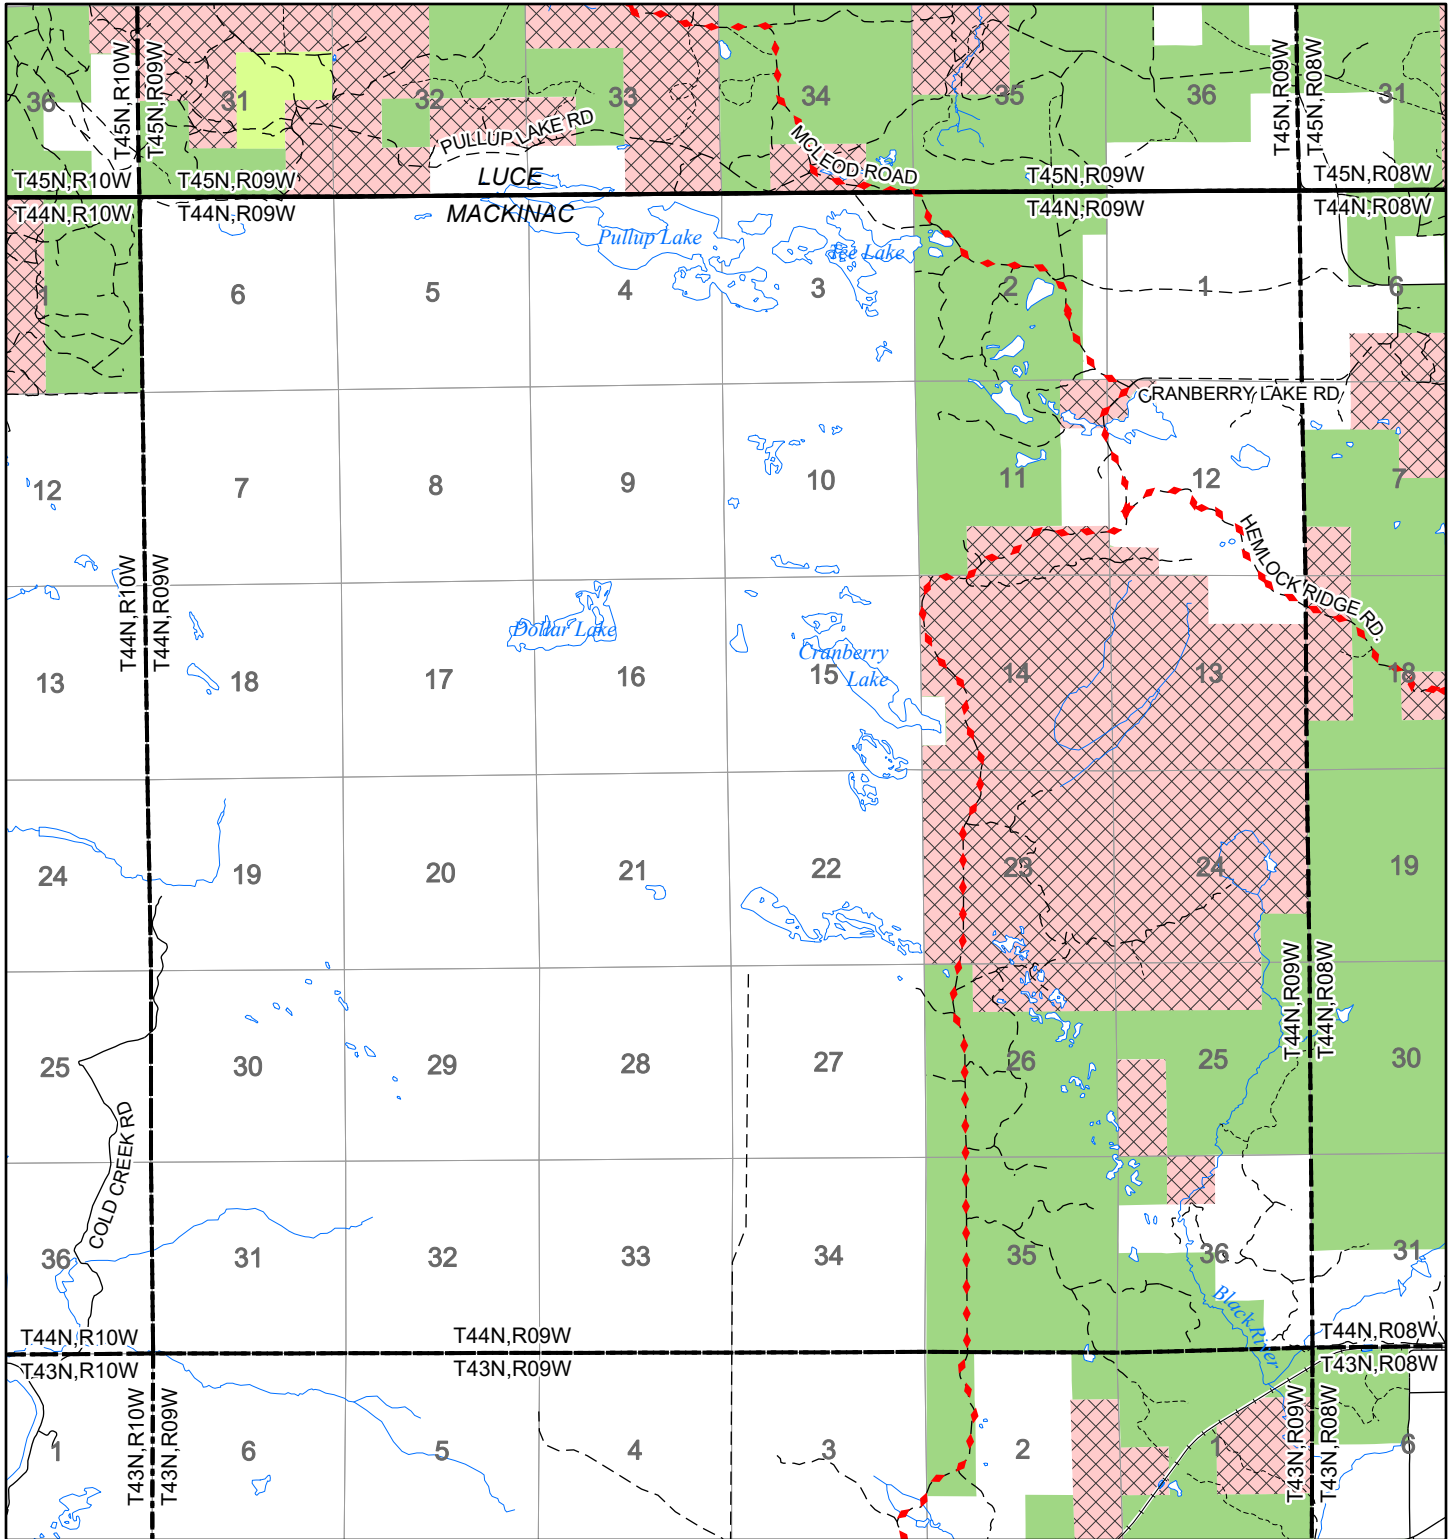 36
T45N,R10W
T45N,R09W
31
32
33
34
35
36
T45N,R09W
T45N,R08W
31
PULLUP LAKE RD
MCLEOD ROAD
T45N,R10W
T45N,R09W
LUCE
T45N,R09W
T45N,R08W
T44N,R10W
T44N,R09W
MACKINAC
T44N,R09W
T44N,R08W
Pullup Lake
Tee Lake
1
6
5
4
3
2
1
6
CRANBERRY LAKE RD
12
7
8
9
10
11
12
7
HEMLOCK RIDGE RD.
T44N,R10W
T44N,R09W
Dollar Lake
Cranberry
Lake
13
18
17
16
15
14
13
18
24
19
20
21
22
23
24
19
T44N,R09W
T44N,R08W
25
30
29
28
27
26
25
30
COLD CREEK RD
36
31
32
33
34
35
36
31
Black River
T44N,R10W
T44N,R09W
T44N,R08W
T43N,R10W
T43N,R09W
T43N,R08W
T43N,R10W
T43N,R09W
T43N,R09W
T43N,R08W
1
6
5
4
3
2
1
6